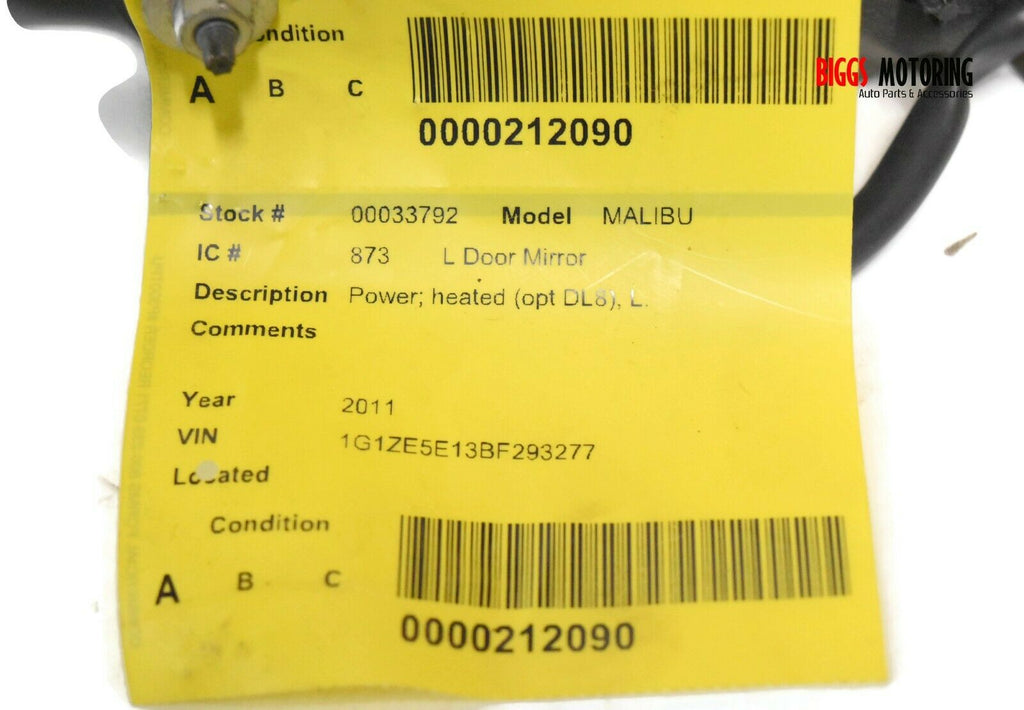 Condition
BIGGS MOTORING
Auto Parts & Accessories
A B C
0000212090
Stock # 00033792 Model MALIBU
IC # 873 L Door Mirror
Description Power; heated (opt DL8), L.
Comments
Year 2011
VIN 1G1ZE5E13BF293277
Located
Condition
A B C
0000212090